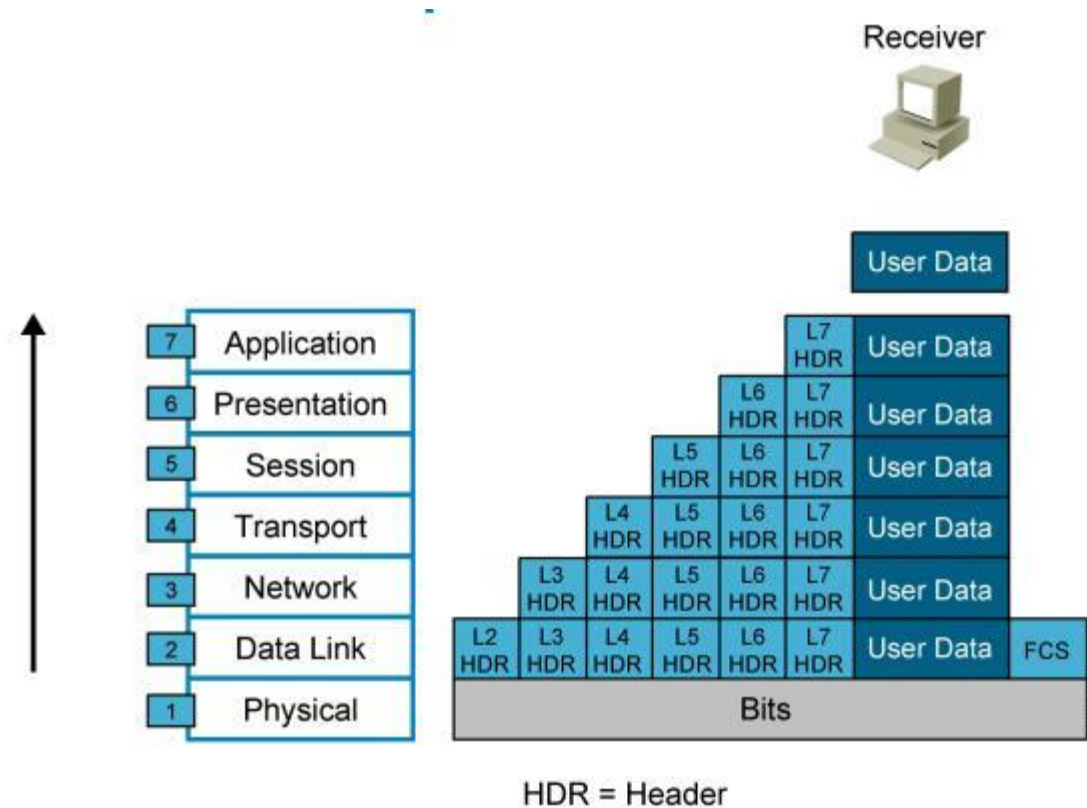 Receiver
User Data
7 Application
L7 HDR User Data
6 Presentation
L6 HDR L7 HDR User Data
5 Session
L5 HDR L6 HDR L7 HDR User Data
4 Transport
L4 HDR L5 HDR L6 HDR L7 HDR User Data
3 Network
L3 HDR L4 HDR L5 HDR L6 HDR L7 HDR User Data
2 Data Link
L2 HDR L3 HDR L4 HDR L5 HDR L6 HDR L7 HDR User Data FCS
1 Physical
Bits
HDR = Header